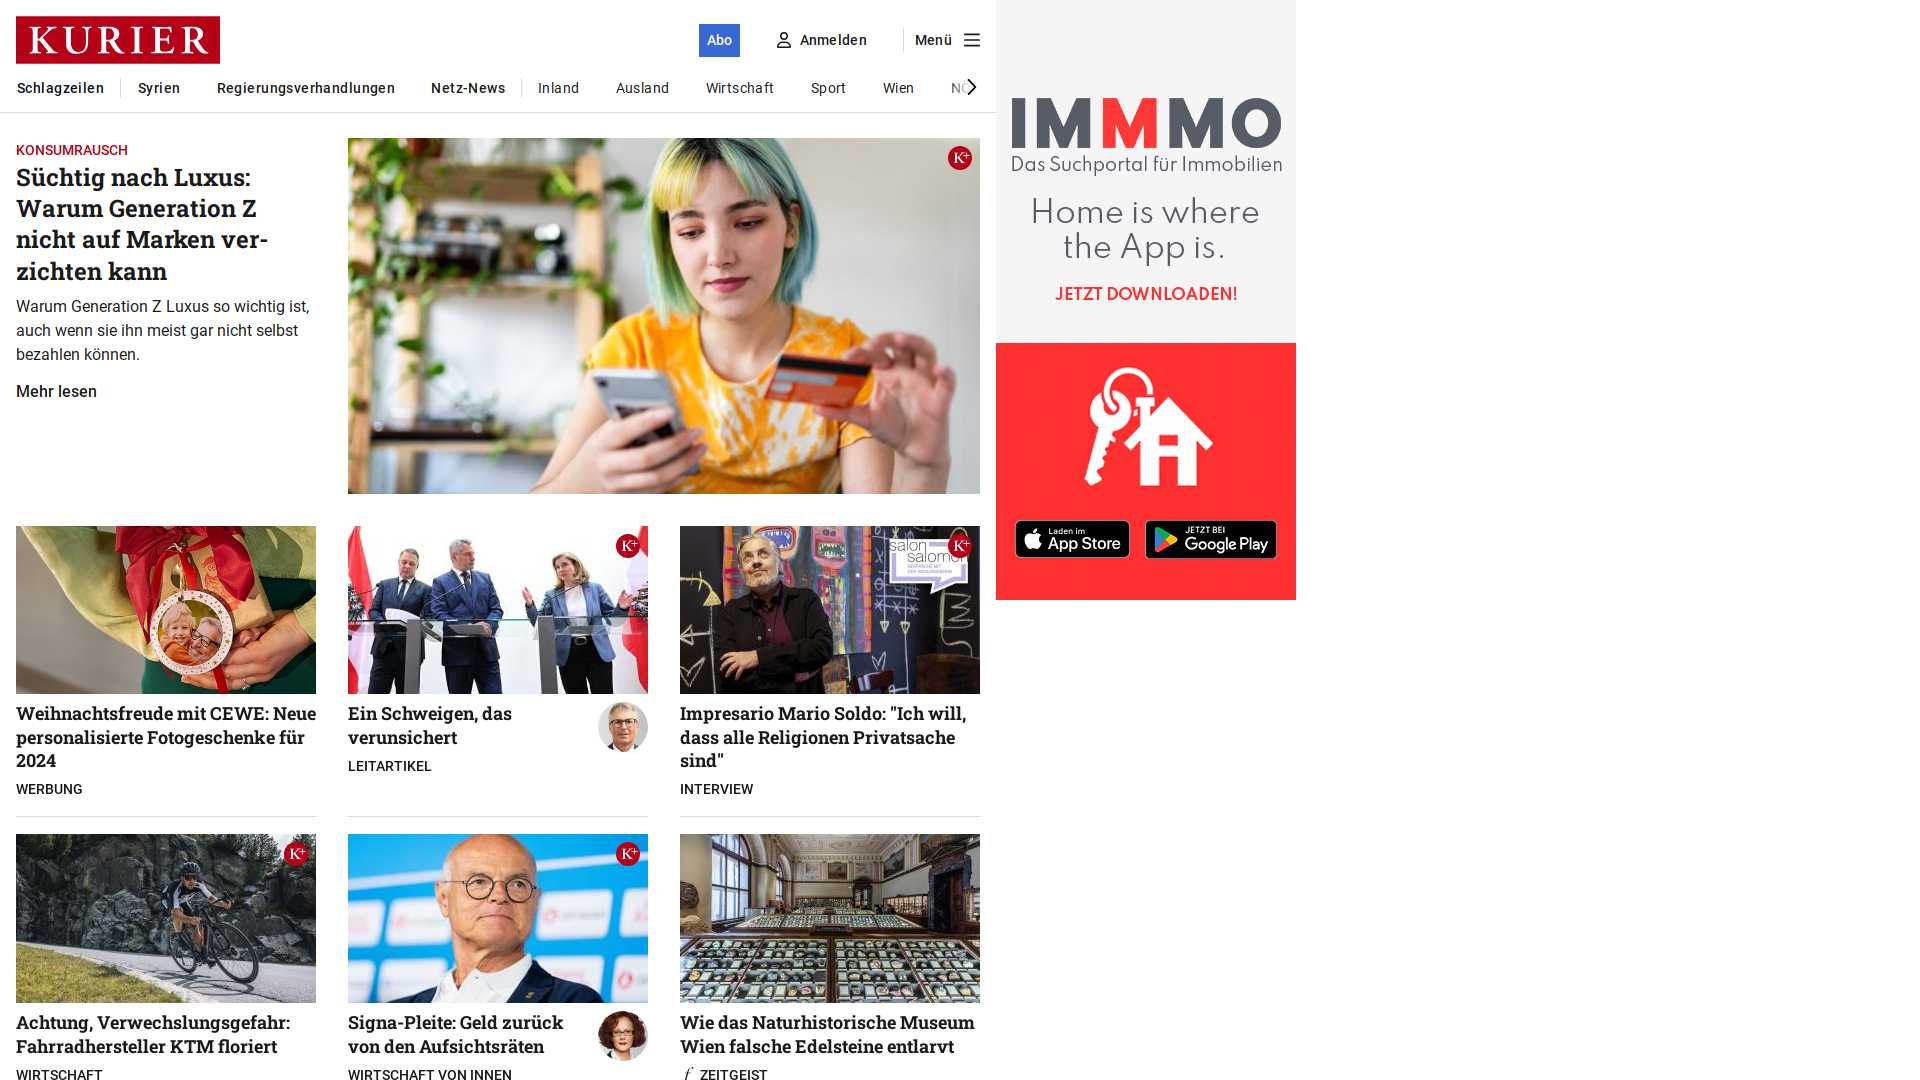 KURIER
Abo
Anmelden
Menü
Schlagzeilen
Syrien
Regierungsverhandlungen
Netz-News
Inland
Ausland
Wirtschaft
Sport
Wien
NÖ
KONSUMRAUSCH
Süchtig nach Luxus:
Warum Generation Z
nicht auf Marken ver-
zichten kann
Warum Generation Z Luxus so wichtig ist,
auch wenn sie ihn meist gar nicht selbst
bezahlen können.
Mehr lesen
K+
K+
K+
salon
salomon
Weihnachtsfreude mit CEWE: Neue
personalisierte Fotogeschenke für
2024
WERBUNG
Ein Schweigen, das
verunsichert
LEITARTIKEL
Impresario Mario Soldo: "Ich will,
dass alle Religionen Privatsache
sind"
INTERVIEW
K+
K+
Achtung, Verwechslungsgefahr:
Fahrradhersteller KTM floriert
WIRTSCHAFT
Signa-Pleite: Geld zurück
von den Aufsichtsräten
WIRTSCHAFT VON INNEN
Wie das Naturhistorische Museum
Wien falsche Edelsteine entlarvt
f ZEITGEIST
IMMMO
Das Suchportal für Immobilien
Home is where
the App is.
JETZT DOWNLOADEN!
Laden im
App Store
JETZT BEI
Google Play